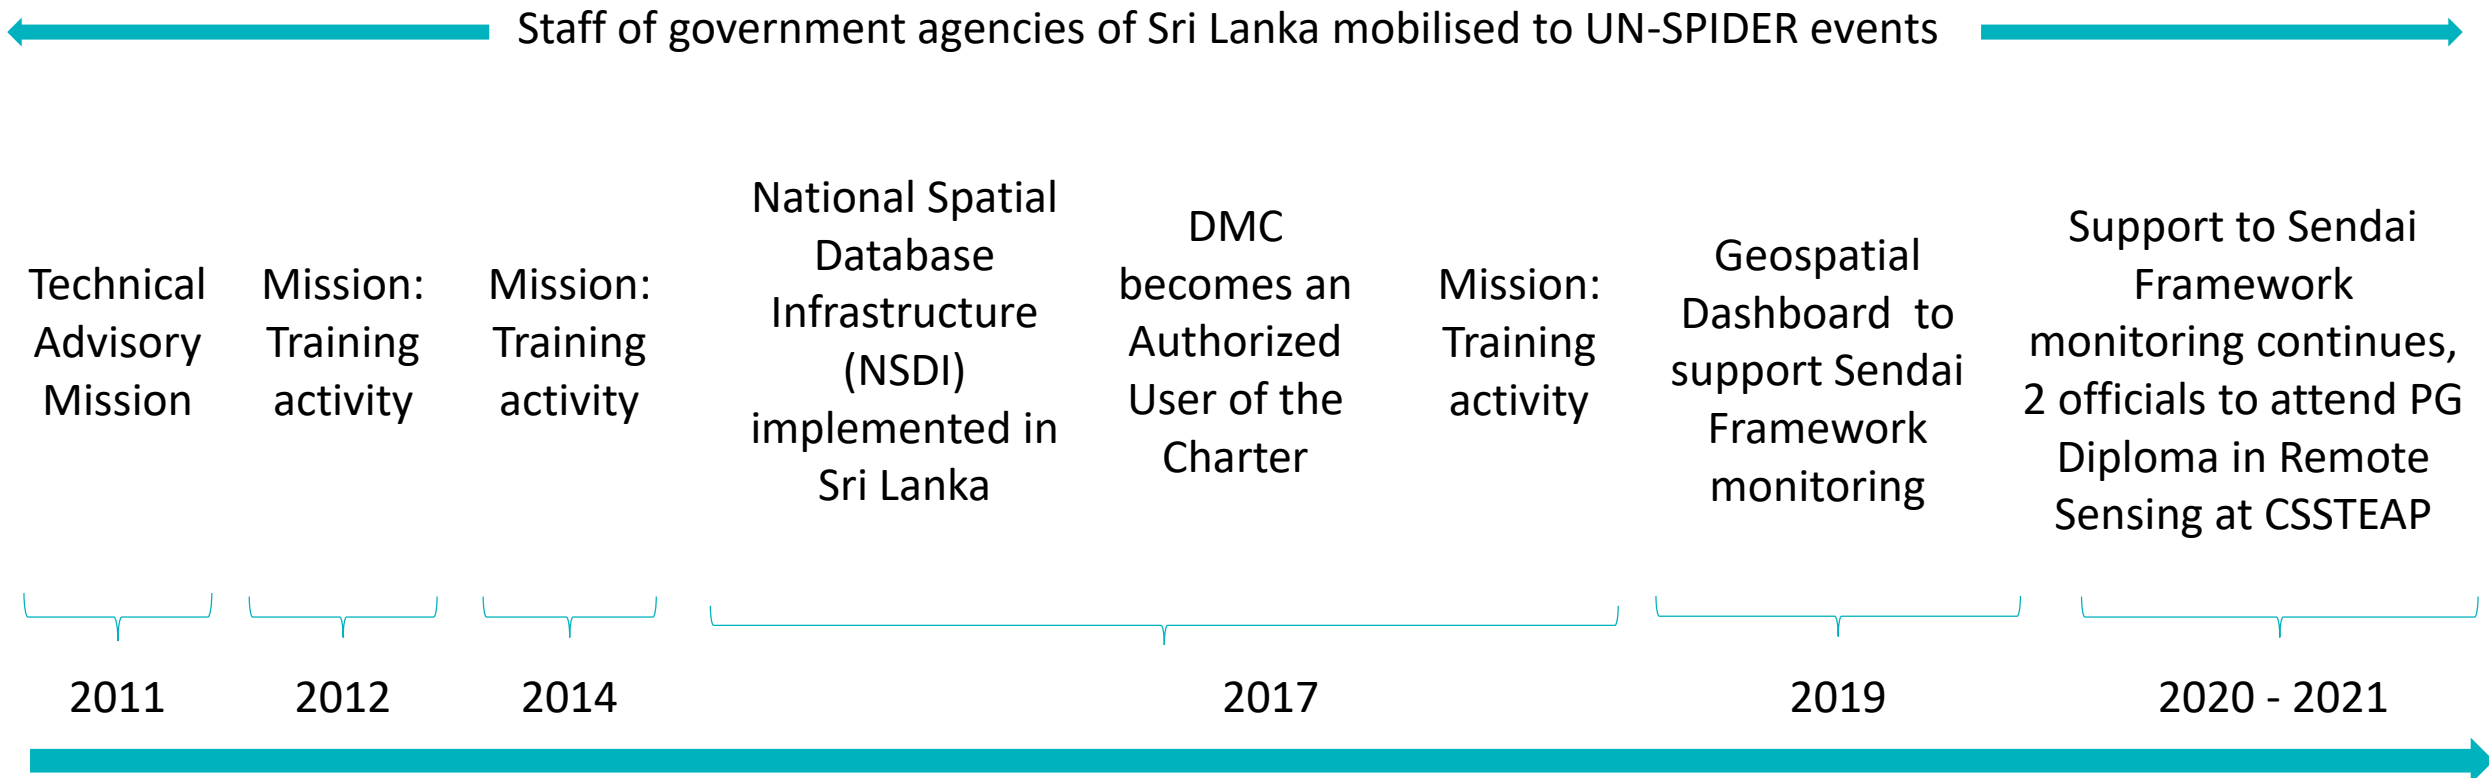 Staff of government agencies of Sri Lanka mobilised to UN-SPIDER events
Technical
Advisory
Mission
Mission:
Training
activity
Mission:
Training
activity
National Spatial
Database
Infrastructure
(NSDI)
implemented in
Sri Lanka
DMC
becomes an
Authorized
User of the
Charter
Mission:
Training
activity
Geospatial
Dashboard to
support Sendai
Framework
monitoring
Support to Sendai
Framework
monitoring continues,
2 officials to attend PG
Diploma in Remote
Sensing at CSSTEAP
2011
2012
2014
2017
2019
2020 - 2021